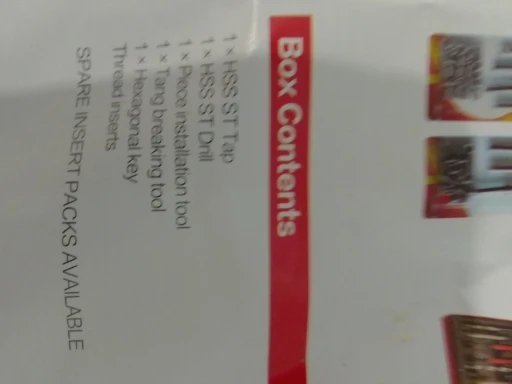 Box Contents
1 × HSS ST Tap
1 × HSS ST Drill
1 × Piece installation tool
1 × Tang breaking tool
1 × Hexagonal key
Thread inserts
SPARE INSERT PACKS AVAILABLE